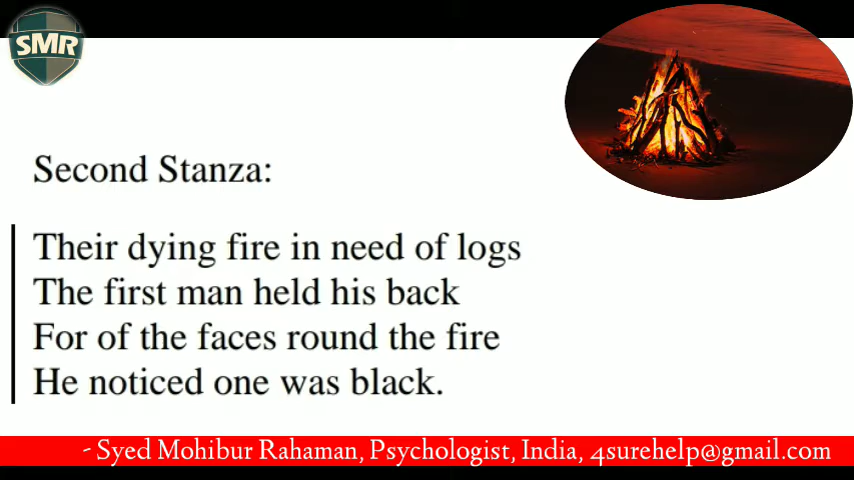 SMR
Second Stanza:
Their dying fire in need of logs
The first man held his back
For of the faces round the fire
He noticed one was black.
- Syed Mohibur Rahaman, Psychologist, India, 4surehelp@gmail.com